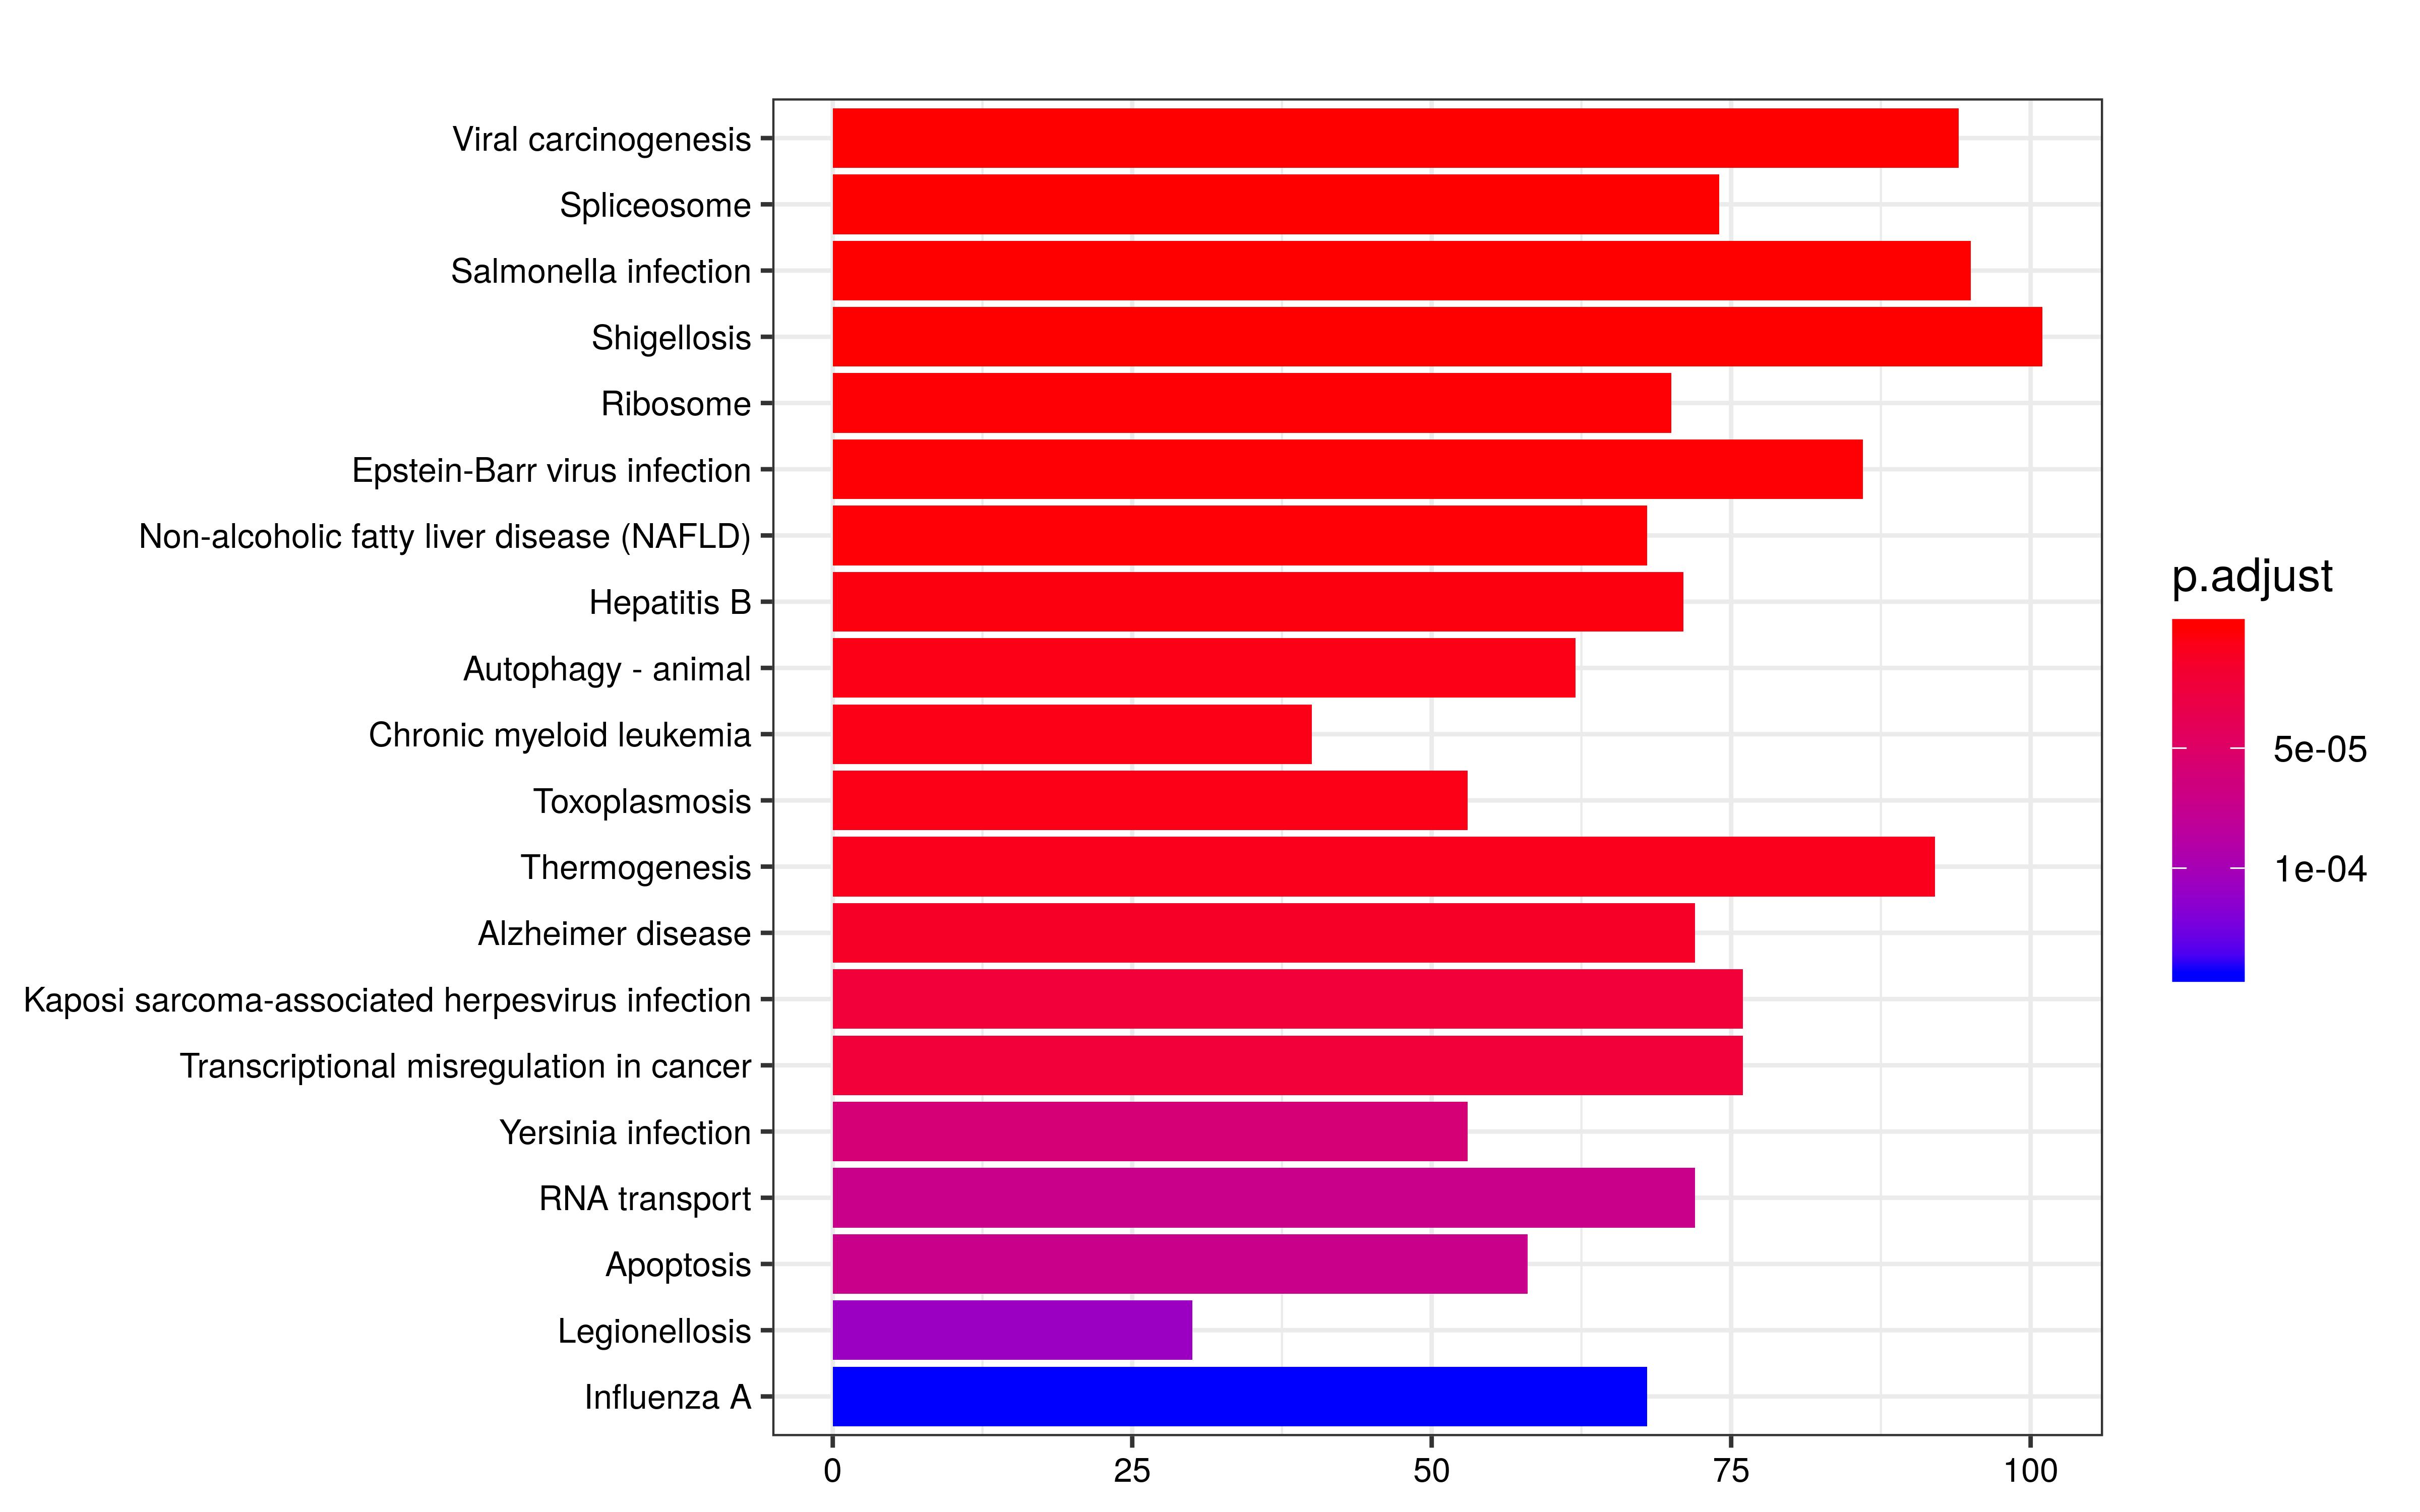 Viral carcinogenesis
Spliceosome
Salmonella infection
Shigellosis
Ribosome
Epstein-Barr virus infection
Non-alcoholic fatty liver disease (NAFLD)
Hepatitis B
Autophagy - animal
Chronic myeloid leukemia
Toxoplasmosis
Thermogenesis
Alzheimer disease
Kaposi sarcoma-associated herpesvirus infection
Transcriptional misregulation in cancer
Yersinia infection
RNA transport
Apoptosis
Legionellosis
Influenza A
0 25 50 75 100
p.adjust
5e-05
1e-04